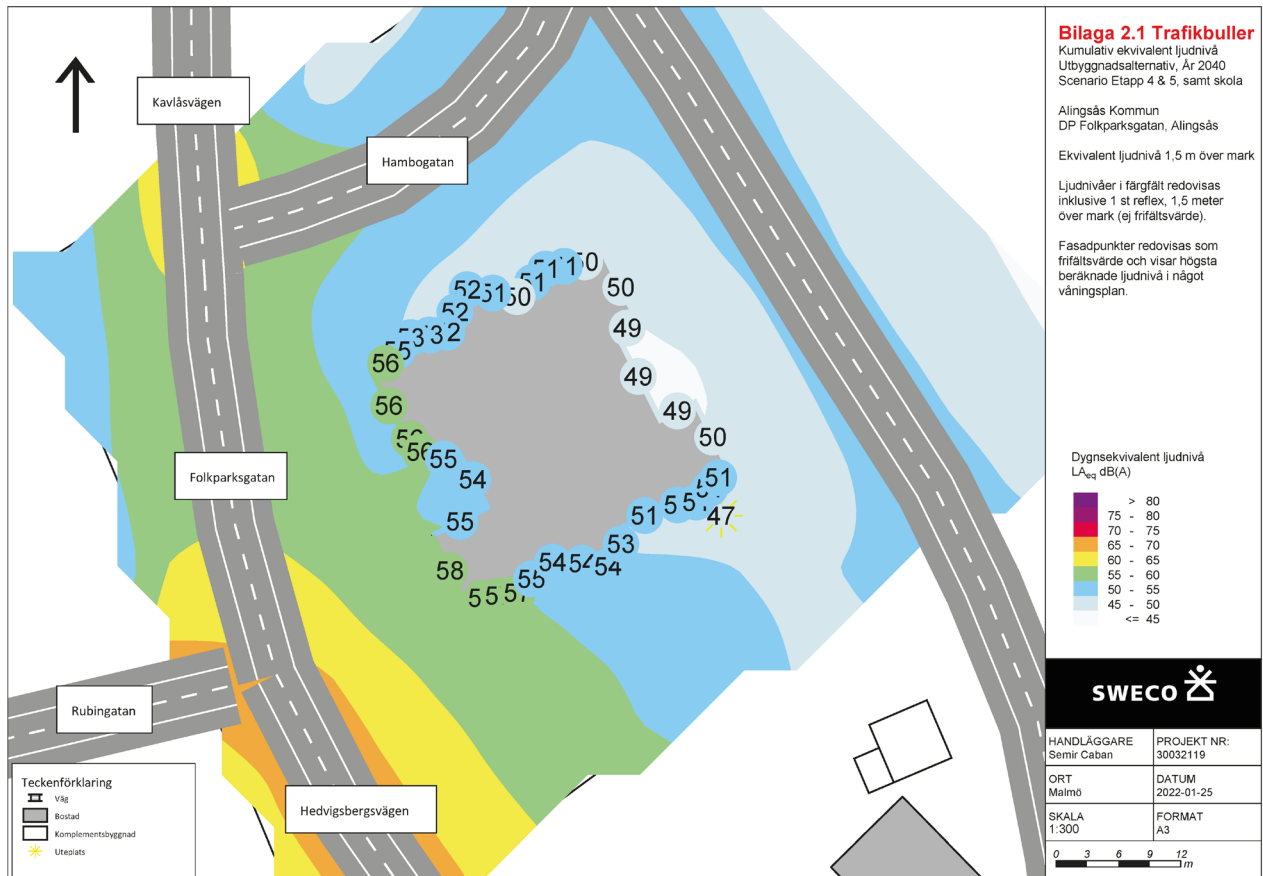 Bilaga 2.1 Trafikbuller
Kumulativ ekvivalent ljudnivå
Utbyggnadsalternativ, År 2040
Scenario Etapp 4 & 5, samt skola
Alingsås Kommun
DP Folkparksgatan, Alingsås
Ekvivalent ljudnivå 1,5 m över mark
Ljudnivåer i färgfält redovisas
inklusive 1 st reflex, 1,5 meter
över mark (ej frifältsvärde).
Fasadpunkter redovisas som
frifältsvärde och visar högsta
beräknade ljudnivå i något
våningsplan.
Dygnsekvivalent ljudnivå
LAeq dB(A)
> 80
75 - 80
70 - 75
65 - 70
60 - 65
55 - 60
50 - 55
45 - 50
<= 45
SWECO
HANDLÄGGARE
Semir Caban
PROJEKT NR:
30032119
ORT
Malmö
DATUM
2022-01-25
SKALA
1:300
FORMAT
A3
0 3 6 9 12
m
Kavlåsvägen
Hambogatan
Folkparksgatan
Rubingatan
Hedvigsbergsvägen
Teckenförklaring
Väg
Bostad
Komplementsbyggnad
Uteplats
50
50
49
49
49
50
51
47
51
53
54
54
55
58
55
54
55
56
56
56
55
52
52
51
50
51
51